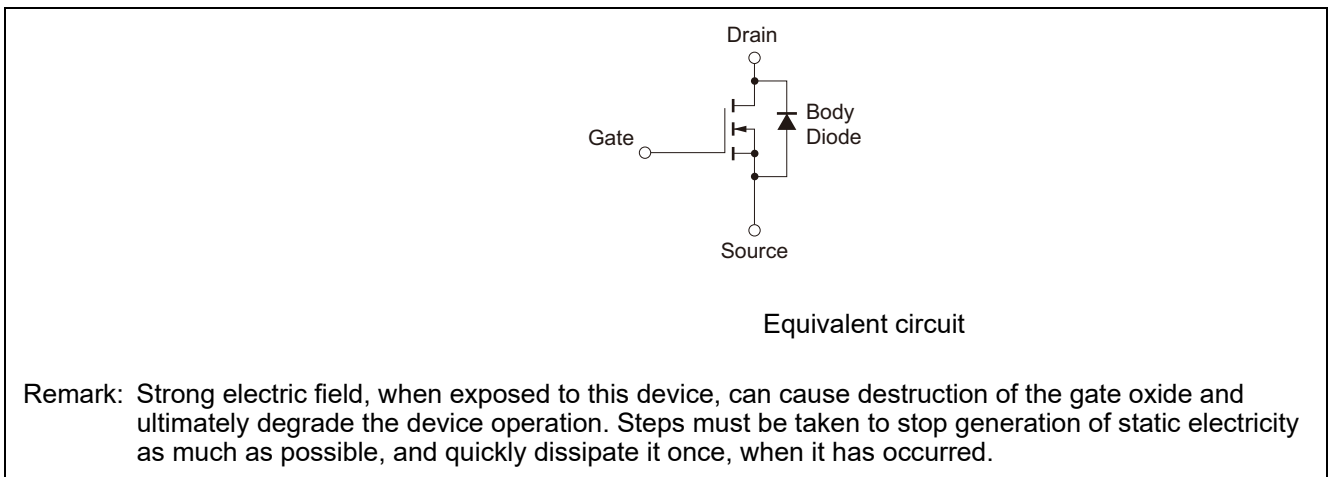 Drain
Body
Diode
Gate
Source
Equivalent circuit
Remark: Strong electric field, when exposed to this device, can cause destruction of the gate oxide and
ultimately degrade the device operation. Steps must be taken to stop generation of static electricity
as much as possible, and quickly dissipate it once, when it has occurred.